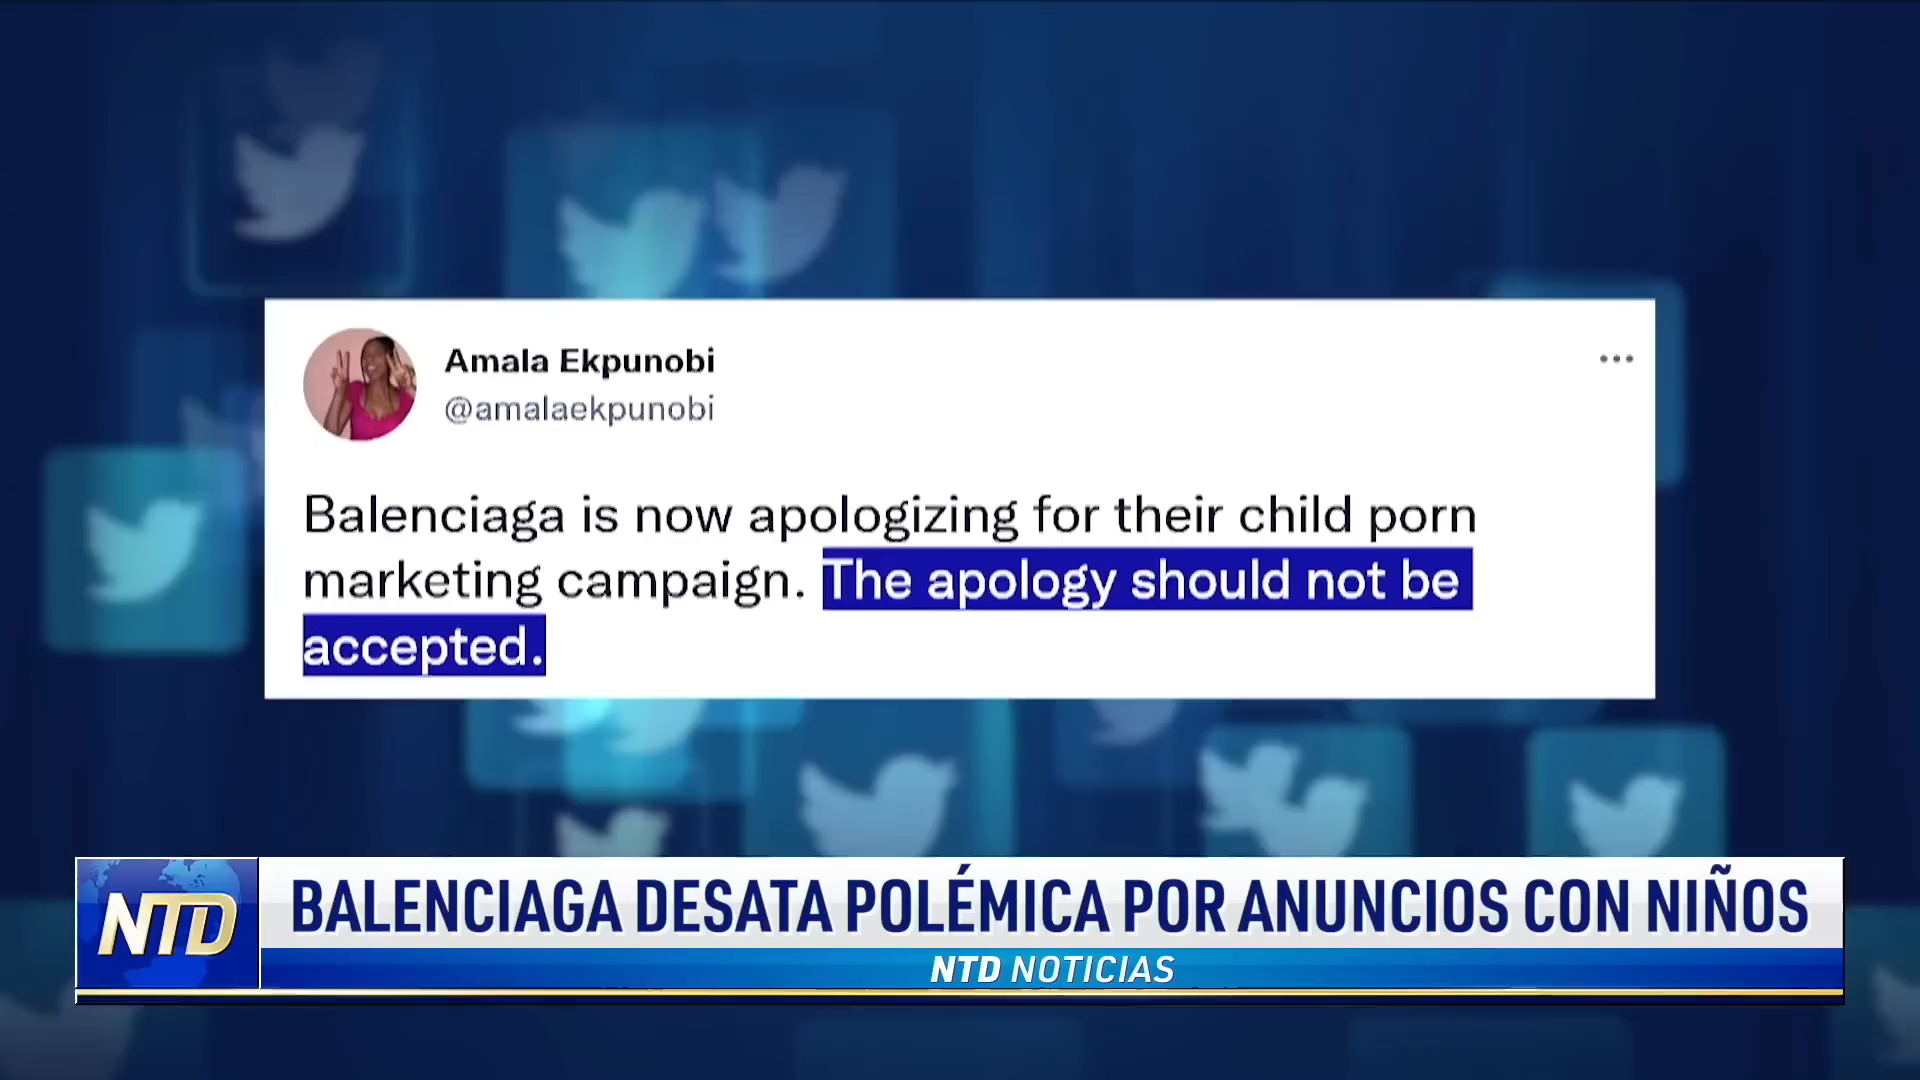 Amala Ekpunobi
@amalaekpunobi
Balenciaga is now apologizing for their child porn
marketing campaign. The apology should not be
accepted.
NTD
BALENCIAGA DESATA POLÉMICA POR ANUNCIOS CON NIÑOS
NTD NOTICIAS